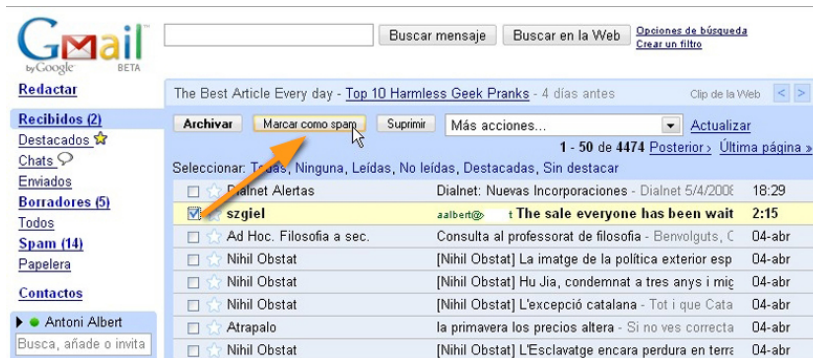 Gmail
by Google BETA
Buscar mensaje Buscar en la Web Opciones de búsqueda
Crear un filtro
Redactar
The Best Article Every day - Top 10 Harmless Geek Pranks - 4 días antes Clip de la Web < >
Recibidos (2)
Archivar Marcar como spam Suprimir Más acciones... Actualizar
Destacados
1 - 50 de 4474 Posterior › Última página »
Chats
Seleccionar: Todas, Ninguna, Leídas, No leídas, Destacadas, Sin destacar
Enviados
Dialnet Alertas Dialnet: Nuevas Incorporaciones - Dialnet 5/4/2008 18:29
Borradores (5)
szgiel aalbert@ t The sale everyone has been wait 2:15
Todos
Ad Hoc. Filosofia a sec. Consulta al professorat de filosofia - Benvolguts, C 04-abr
Spam (14)
Nihil Obstat [Nihil Obstat] La imatge de la política exterior esp 04-abr
Papelera
Nihil Obstat [Nihil Obstat] Hu Jia, condemnat a tres anys i mig 04-abr
Contactos
Nihil Obstat [Nihil Obstat] L'excepció catalana - Tot i que Cata 04-abr
Antoni Albert
Atrapalo la primavera los precios altera - Si no ves correcta 04-abr
Busca, añade o invita
Nihil Obstat [Nihil Obstat] L'Esclavatge encara perdura en terra 04-abr